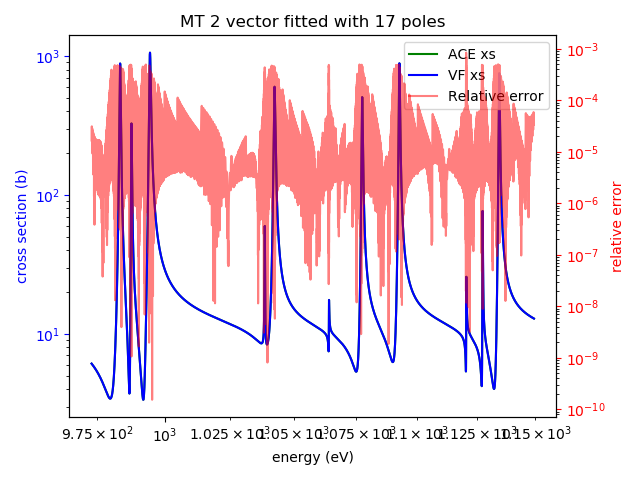 MT 2 vector fitted with 17 poles
ACE xs
VF xs
Relative error
cross section (b)
10³
10²
10¹
relative error
10⁻³
10⁻⁴
10⁻⁵
10⁻⁶
10⁻⁷
10⁻⁸
10⁻⁹
10⁻¹⁰
9.75 × 10² 10³ 1.025 × 10³ 1.05 × 10³ 1.075 × 10³ 1.1 × 10³ 1.125 × 10³ 1.15 × 10³
energy (eV)